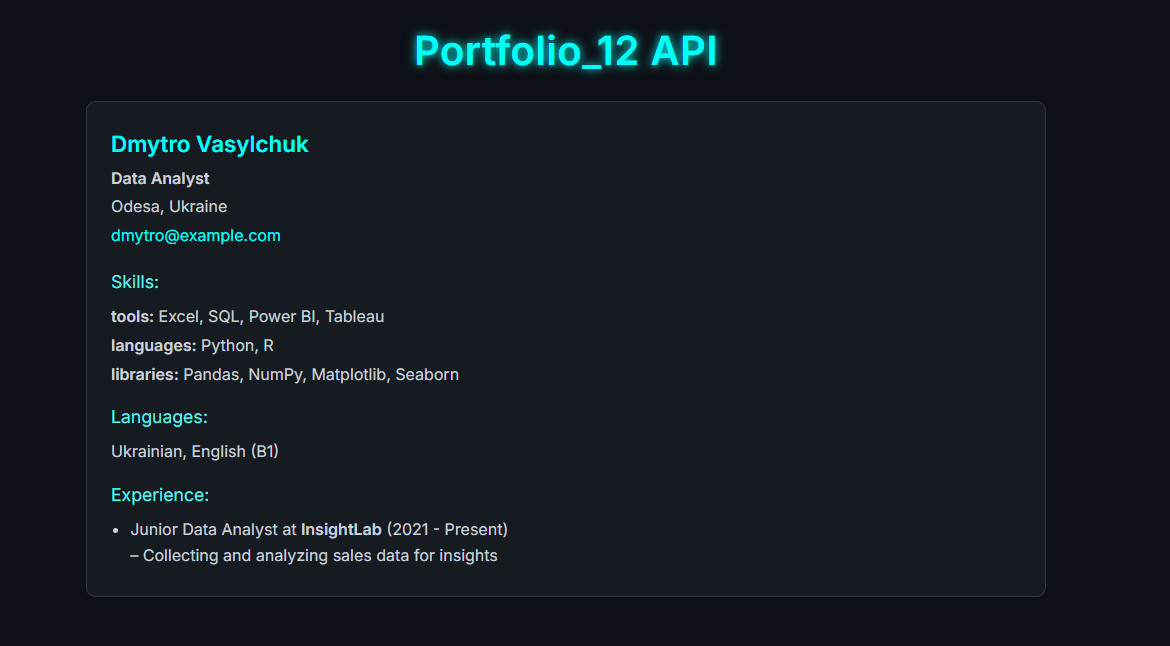 Portfolio_12 API
Dmytro Vasylchuk
Data Analyst
Odesa, Ukraine
dmytro@example.com
Skills:
tools: Excel, SQL, Power BI, Tableau
languages: Python, R
libraries: Pandas, NumPy, Matplotlib, Seaborn
Languages:
Ukrainian, English (B1)
Experience:
• Junior Data Analyst at InsightLab (2021 - Present)
– Collecting and analyzing sales data for insights